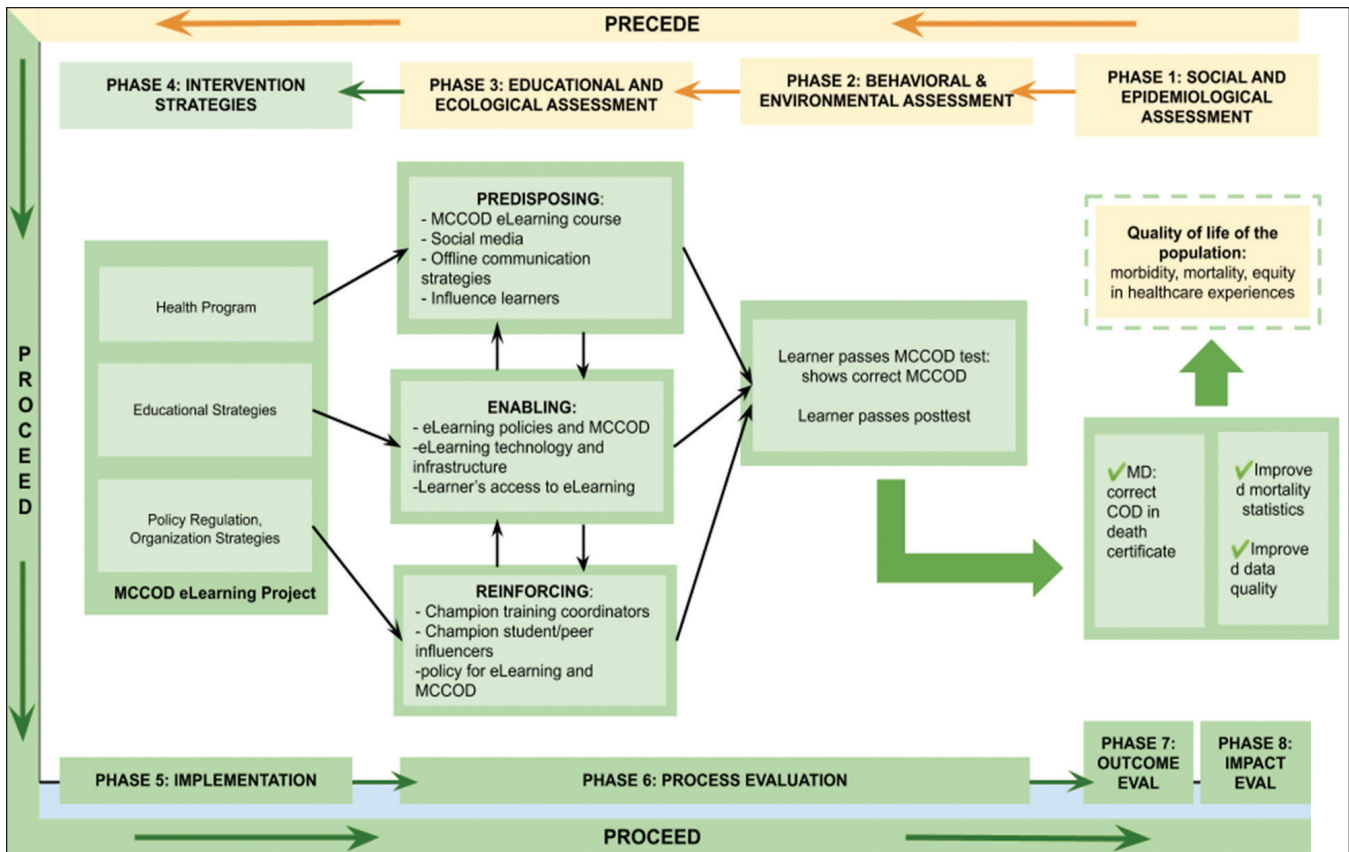 PRECEDE
PHASE 4: INTERVENTION
STRATEGIES
PHASE 3: EDUCATIONAL AND
ECOLOGICAL ASSESSMENT
PHASE 2: BEHAVIORAL &
ENVIRONMENTAL ASSESSMENT
PHASE 1: SOCIAL AND
EPIDEMIOLOGICAL
ASSESSMENT
PROCEED
Health Program
Educational Strategies
Policy Regulation,
Organization Strategies
MCCOD eLearning Project
PREDISPOSING:
- MCCOD eLearning course
- Social media
- Offline communication
strategies
- Influence learners
ENABLING:
- eLearning policies and MCCOD
-eLearning technology and
infrastructure
-Learner's access to eLearning
REINFORCING:
- Champion training coordinators
- Champion student/peer
influencers
-policy for eLearning and
MCCOD
Learner passes MCCOD test:
shows correct MCCOD
Learner passes posttest
Quality of life of the
population:
morbidity, mortality, equity
in healthcare experiences
✔MD:
correct
COD in
death
certificate
✔Improve
d mortality
statistics
✔Improve
d data
quality
PHASE 5: IMPLEMENTATION
PHASE 6: PROCESS EVALUATION
PHASE 7:
OUTCOME
EVAL
PHASE 8:
IMPACT
EVAL
PROCEED